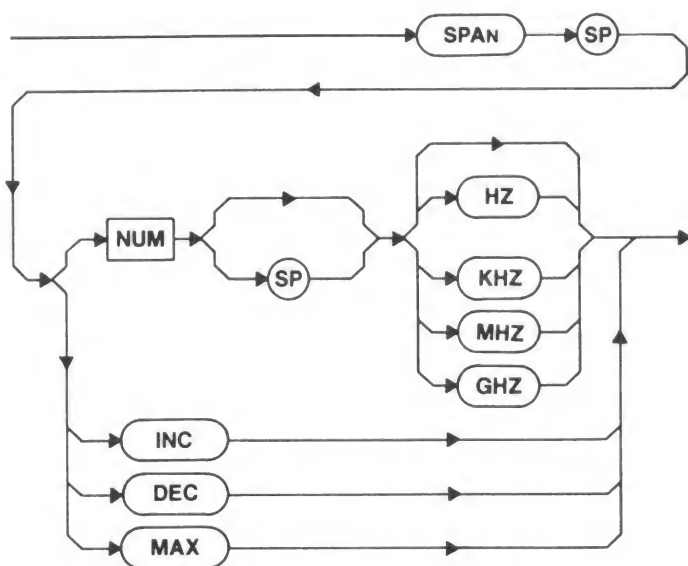 SPAN SP
HZ
NUM
SP
KHZ
MHZ
GHZ
INC
DEC
MAX